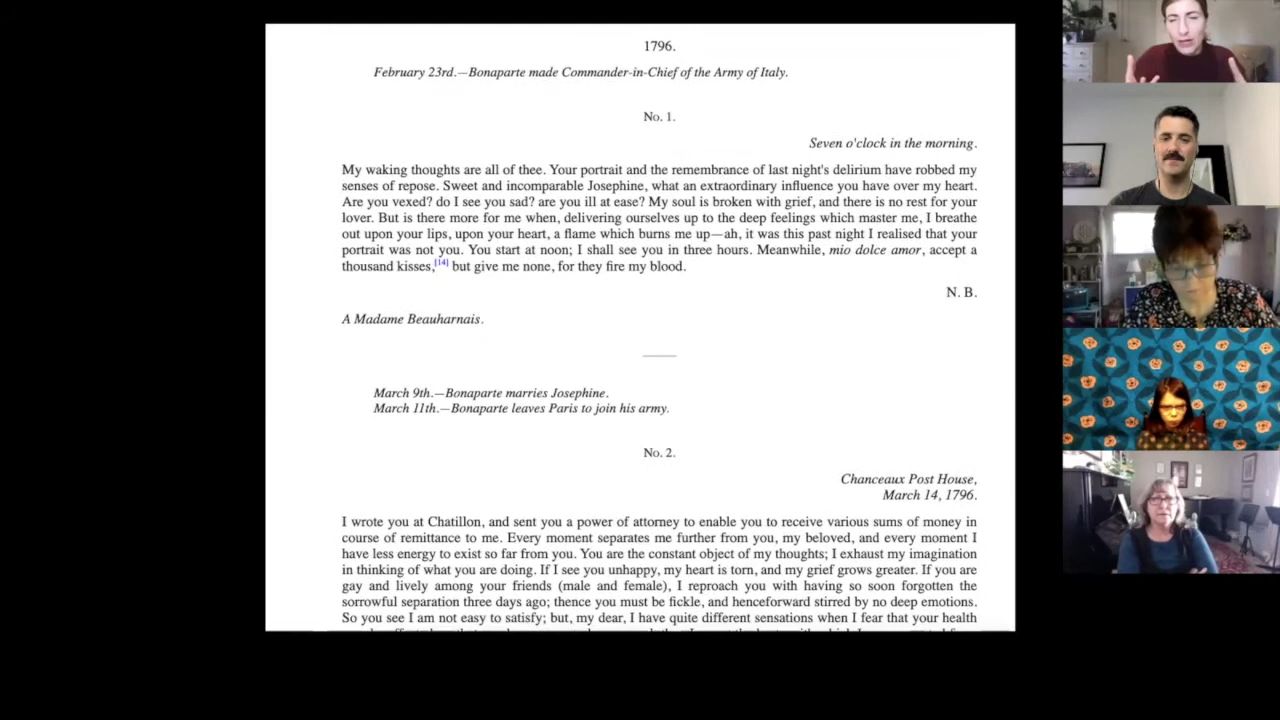 1796.
February 23rd.—Bonaparte made Commander-in-Chief of the Army of Italy.
No. 1.
Seven o'clock in the morning.
My waking thoughts are all of thee. Your portrait and the remembrance of last night's delirium have robbed my
senses of repose. Sweet and incomparable Josephine, what an extraordinary influence you have over my heart.
Are you vexed? do I see you sad? are you ill at ease? My soul is broken with grief, and there is no rest for your
lover. But is there more for me when, delivering ourselves up to the deep feelings which master me, I breathe
out upon your lips, upon your heart, a flame which burns me up—ah, it was this past night I realised that your
portrait was not you. You start at noon; I shall see you in three hours. Meanwhile, mio dolce amor, accept a
thousand kisses,[14] but give me none, for they fire my blood.
N. B.
A Madame Beauharnais.
March 9th.—Bonaparte marries Josephine.
March 11th.—Bonaparte leaves Paris to join his army.
No. 2.
Chanceaux Post House,
March 14, 1796.
I wrote you at Chatillon, and sent you a power of attorney to enable you to receive various sums of money in
course of remittance to me. Every moment separates me further from you, my beloved, and every moment I
have less energy to exist so far from you. You are the constant object of my thoughts; I exhaust my imagination
in thinking of what you are doing. If I see you unhappy, my heart is torn, and my grief grows greater. If you are
gay and lively among your friends (male and female), I reproach you with having so soon forgotten the
sorrowful separation three days ago; thence you must be fickle, and henceforward stirred by no deep emotions.
So you see I am not easy to satisfy; but, my dear, I have quite different sensations when I fear that your health